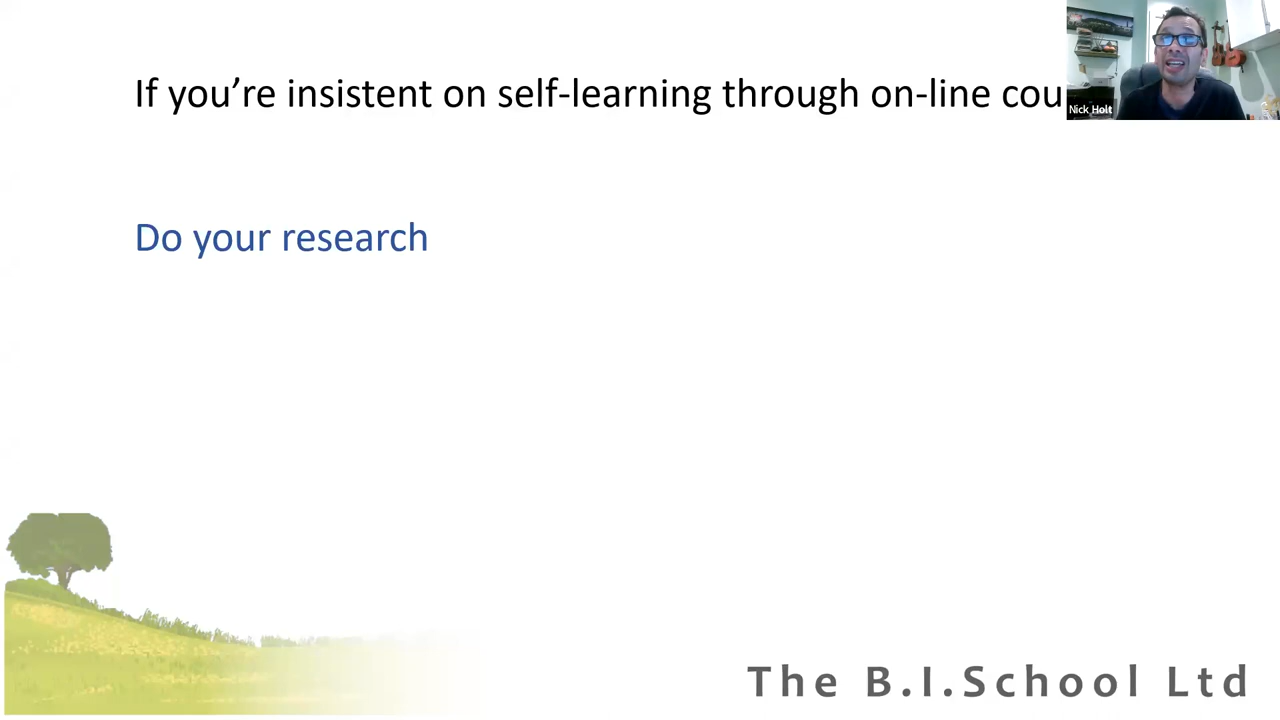 If you’re insistent on self-learning through on-line cou
Nick Holt
Do your research
The B.I.School Ltd